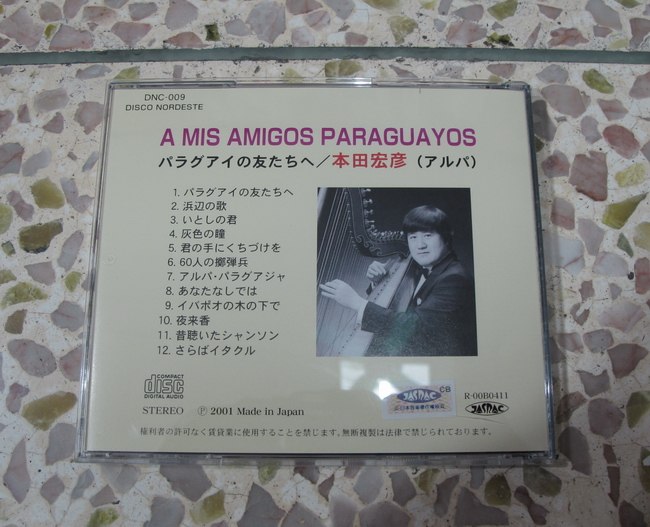 DNC-009
DISCO NORDESTE
A MIS AMIGOS PARAGUAYOS
パラグアイの友たちへ／本田宏彦（アルパ）
1. パラグアイの友たちへ
2. 浜辺の歌
3. いとしの君
4. 灰色の瞳
5. 君の手にくちづけを
6. 60人の擲弾兵
7. アルパ・パラグアジャ
8. あなたなしでは
9. イパボオの木の下で
10. 夜来香
11. 昔聴いたシャンソン
12. さらばイタクル
COMPACT
disc
DIGITAL AUDIO
STEREO
Ⓟ 2001 Made in Japan
JASRAC
CB
R-00B0411
JASRAC
権利者の許可なく賃貸業に使用することを禁じます。無断複製は法律で禁じられております。